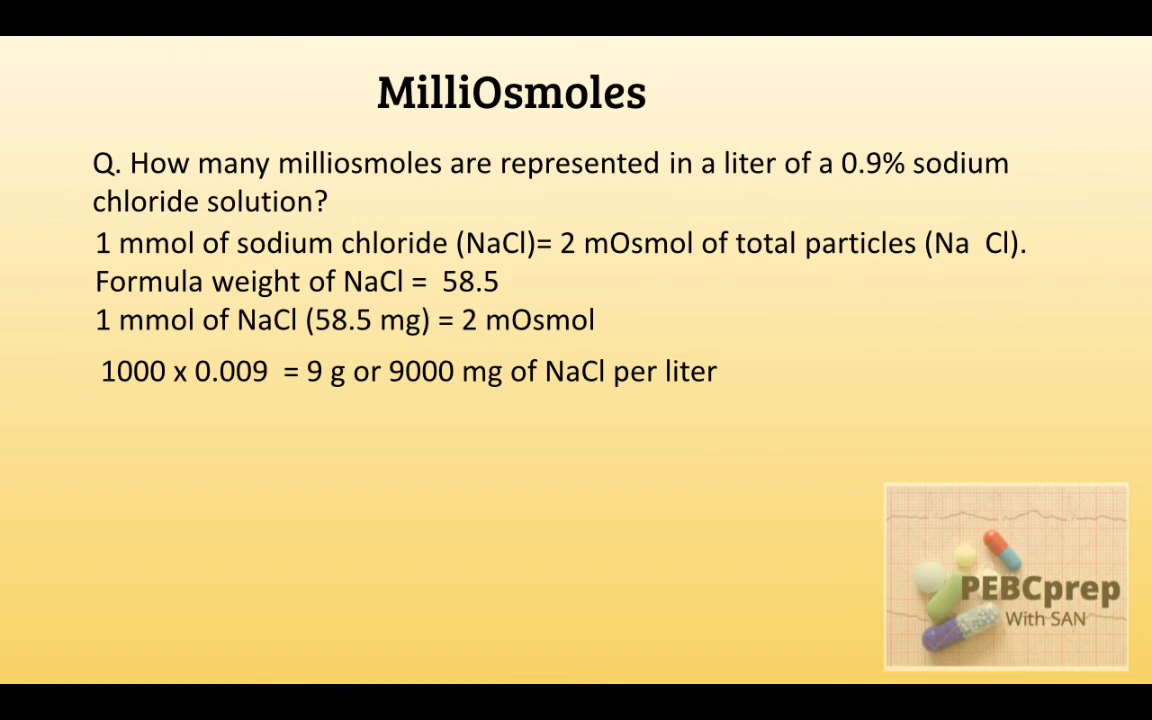 MilliOsmoles
Q. How many milliosmoles are represented in a liter of a 0.9% sodium
chloride solution?
1 mmol of sodium chloride (NaCl)= 2 mOsmol of total particles (Na Cl).
Formula weight of NaCl = 58.5
1 mmol of NaCl (58.5 mg) = 2 mOsmol
1000 x 0.009 = 9 g or 9000 mg of NaCl per liter
PEBCprep
With SAN